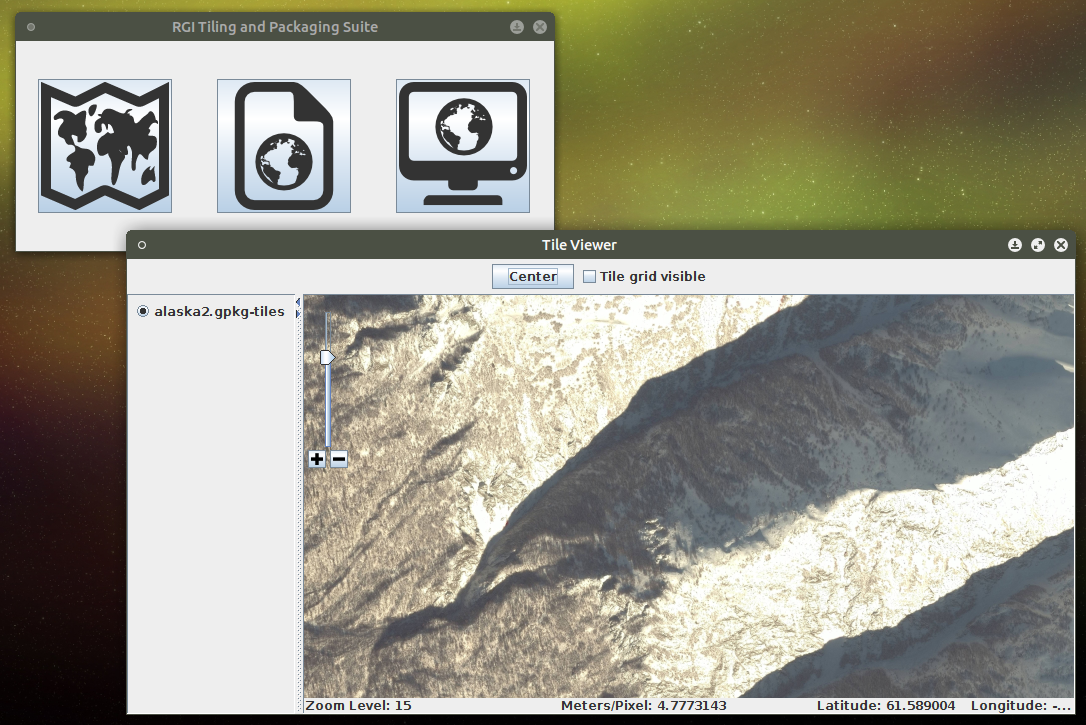 RGI Tiling and Packaging Suite
Tile Viewer
Center Tile grid visible
alaska2.gpkg-tiles
Zoom Level: 15 Meters/Pixel: 4.7773143 Latitude: 61.589004 Longitude: -...